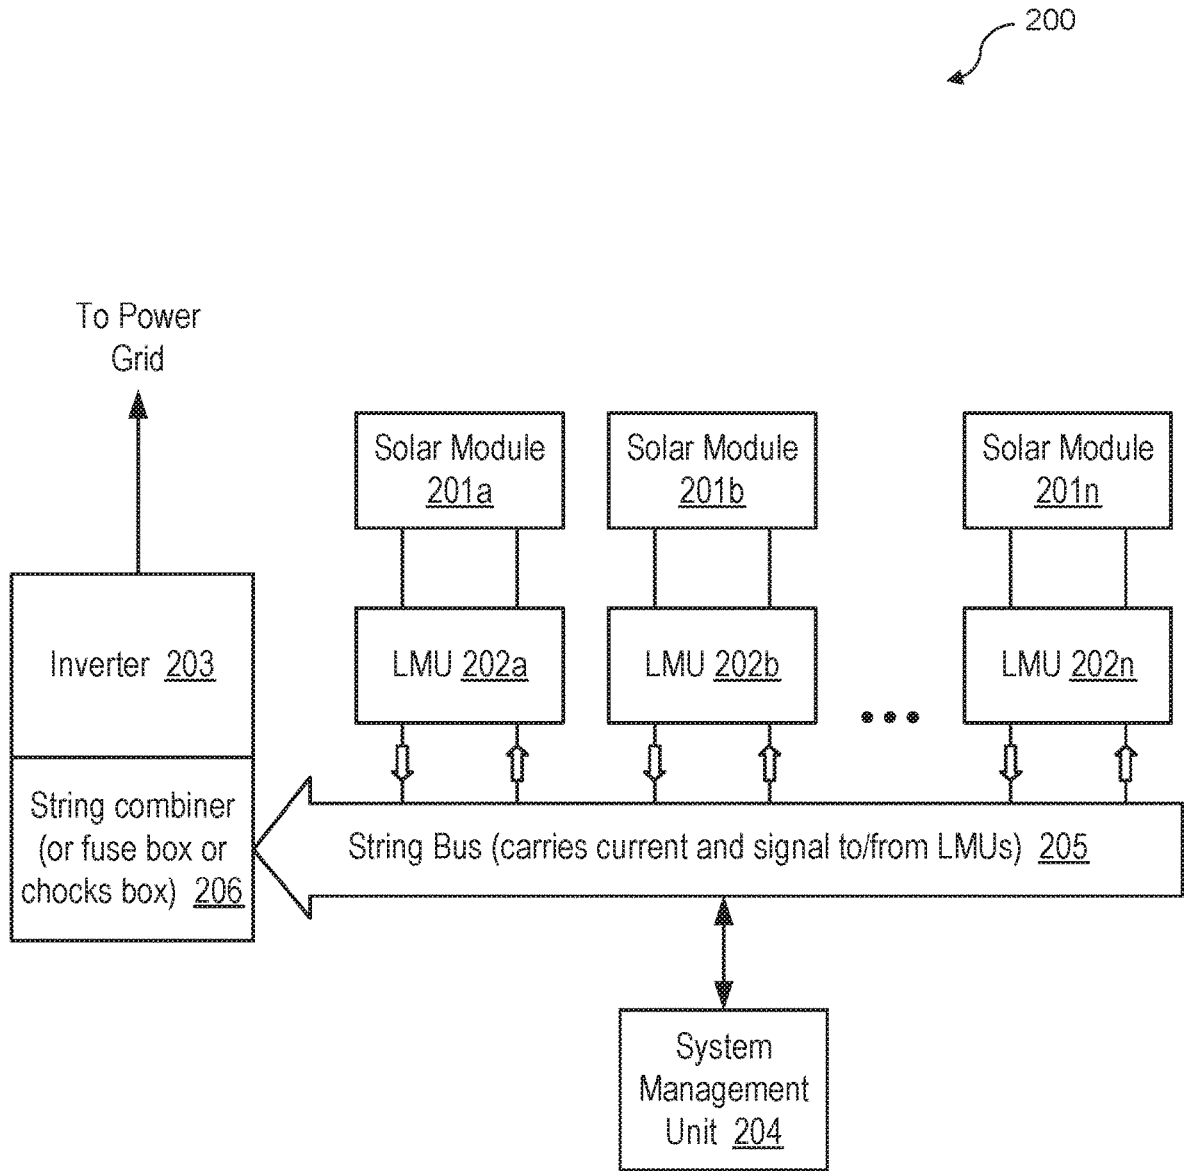 200
To Power
Grid
Solar Module
201a
Solar Module
201b
Solar Module
201n
Inverter 203
LMU 202a
LMU 202b
LMU 202n
String combiner
(or fuse box or
chocks box) 206
String Bus (carries current and signal to/from LMUs) 205
System
Management
Unit 204